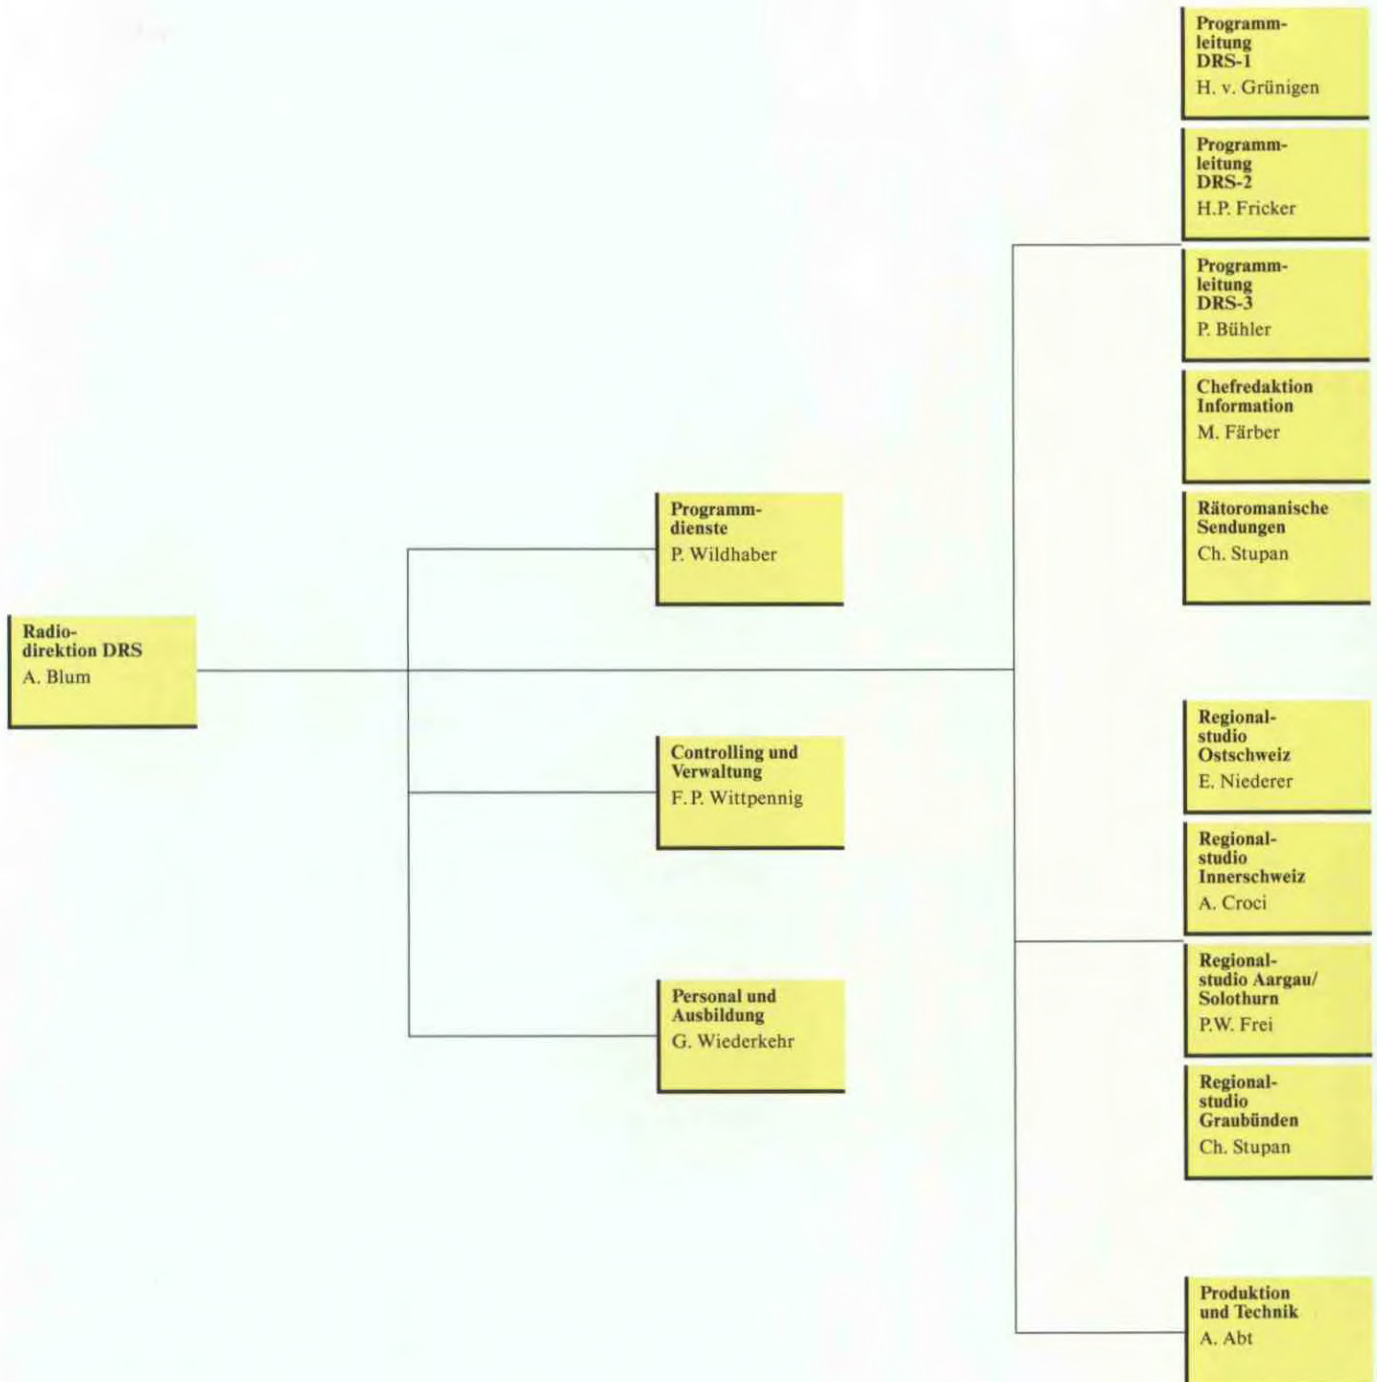 Radio-
direktion DRS
A. Blum
Programm-
dienste
P. Wildhaber
Controlling und
Verwaltung
F. P. Wittpennig
Personal und
Ausbildung
G. Wiederkehr
Programm-
leitung
DRS-1
H. v. Grünigen
Programm-
leitung
DRS-2
H.P. Fricker
Programm-
leitung
DRS-3
P. Bühler
Chefredaktion
Information
M. Färber
Rätoromanische
Sendungen
Ch. Stupan
Regional-
studio
Ostschweiz
E. Niederer
Regional-
studio
Innerschweiz
A. Croci
Regional-
studio Aargau/
Solothurn
P.W. Frei
Regional-
studio
Graubünden
Ch. Stupan
Produktion
und Technik
A. Abt